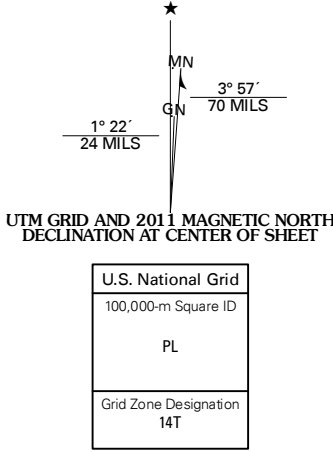 ★
MN
GN
3° 57´
70 MILS
1° 22´
24 MILS
UTM GRID AND 2011 MAGNETIC NORTH
DECLINATION AT CENTER OF SHEET
U.S. National Grid
100,000-m Square ID
PL
Grid Zone Designation
14T